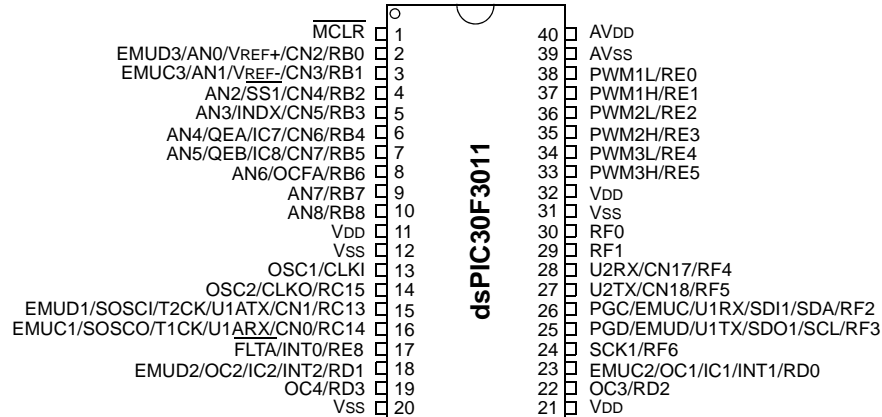 MCLR 1
EMUD3/AN0/VREF+/CN2/RB0 2
EMUC3/AN1/VREF-/CN3/RB1 3
AN2/SS1/CN4/RB2 4
AN3/INDX/CN5/RB3 5
AN4/QEA/IC7/CN6/RB4 6
AN5/QEB/IC8/CN7/RB5 7
AN6/OCFA/RB6 8
AN7/RB7 9
AN8/RB8 10
VDD 11
VSS 12
OSC1/CLKI 13
OSC2/CLKO/RC15 14
EMUD1/SOSCI/T2CK/U1ATX/CN1/RC13 15
EMUC1/SOSCO/T1CK/U1ARX/CN0/RC14 16
FLTA/INT0/RE8 17
EMUD2/OC2/IC2/INT2/RD1 18
OC4/RD3 19
VSS 20
dsPIC30F3011
40 AVDD
39 AVSS
38 PWM1L/RE0
37 PWM1H/RE1
36 PWM2L/RE2
35 PWM2H/RE3
34 PWM3L/RE4
33 PWM3H/RE5
32 VDD
31 VSS
30 RF0
29 RF1
28 U2RX/CN17/RF4
27 U2TX/CN18/RF5
26 PGC/EMUC/U1RX/SDI1/SDA/RF2
25 PGD/EMUD/U1TX/SDO1/SCL/RF3
24 SCK1/RF6
23 EMUC2/OC1/IC1/INT1/RD0
22 OC3/RD2
21 VDD